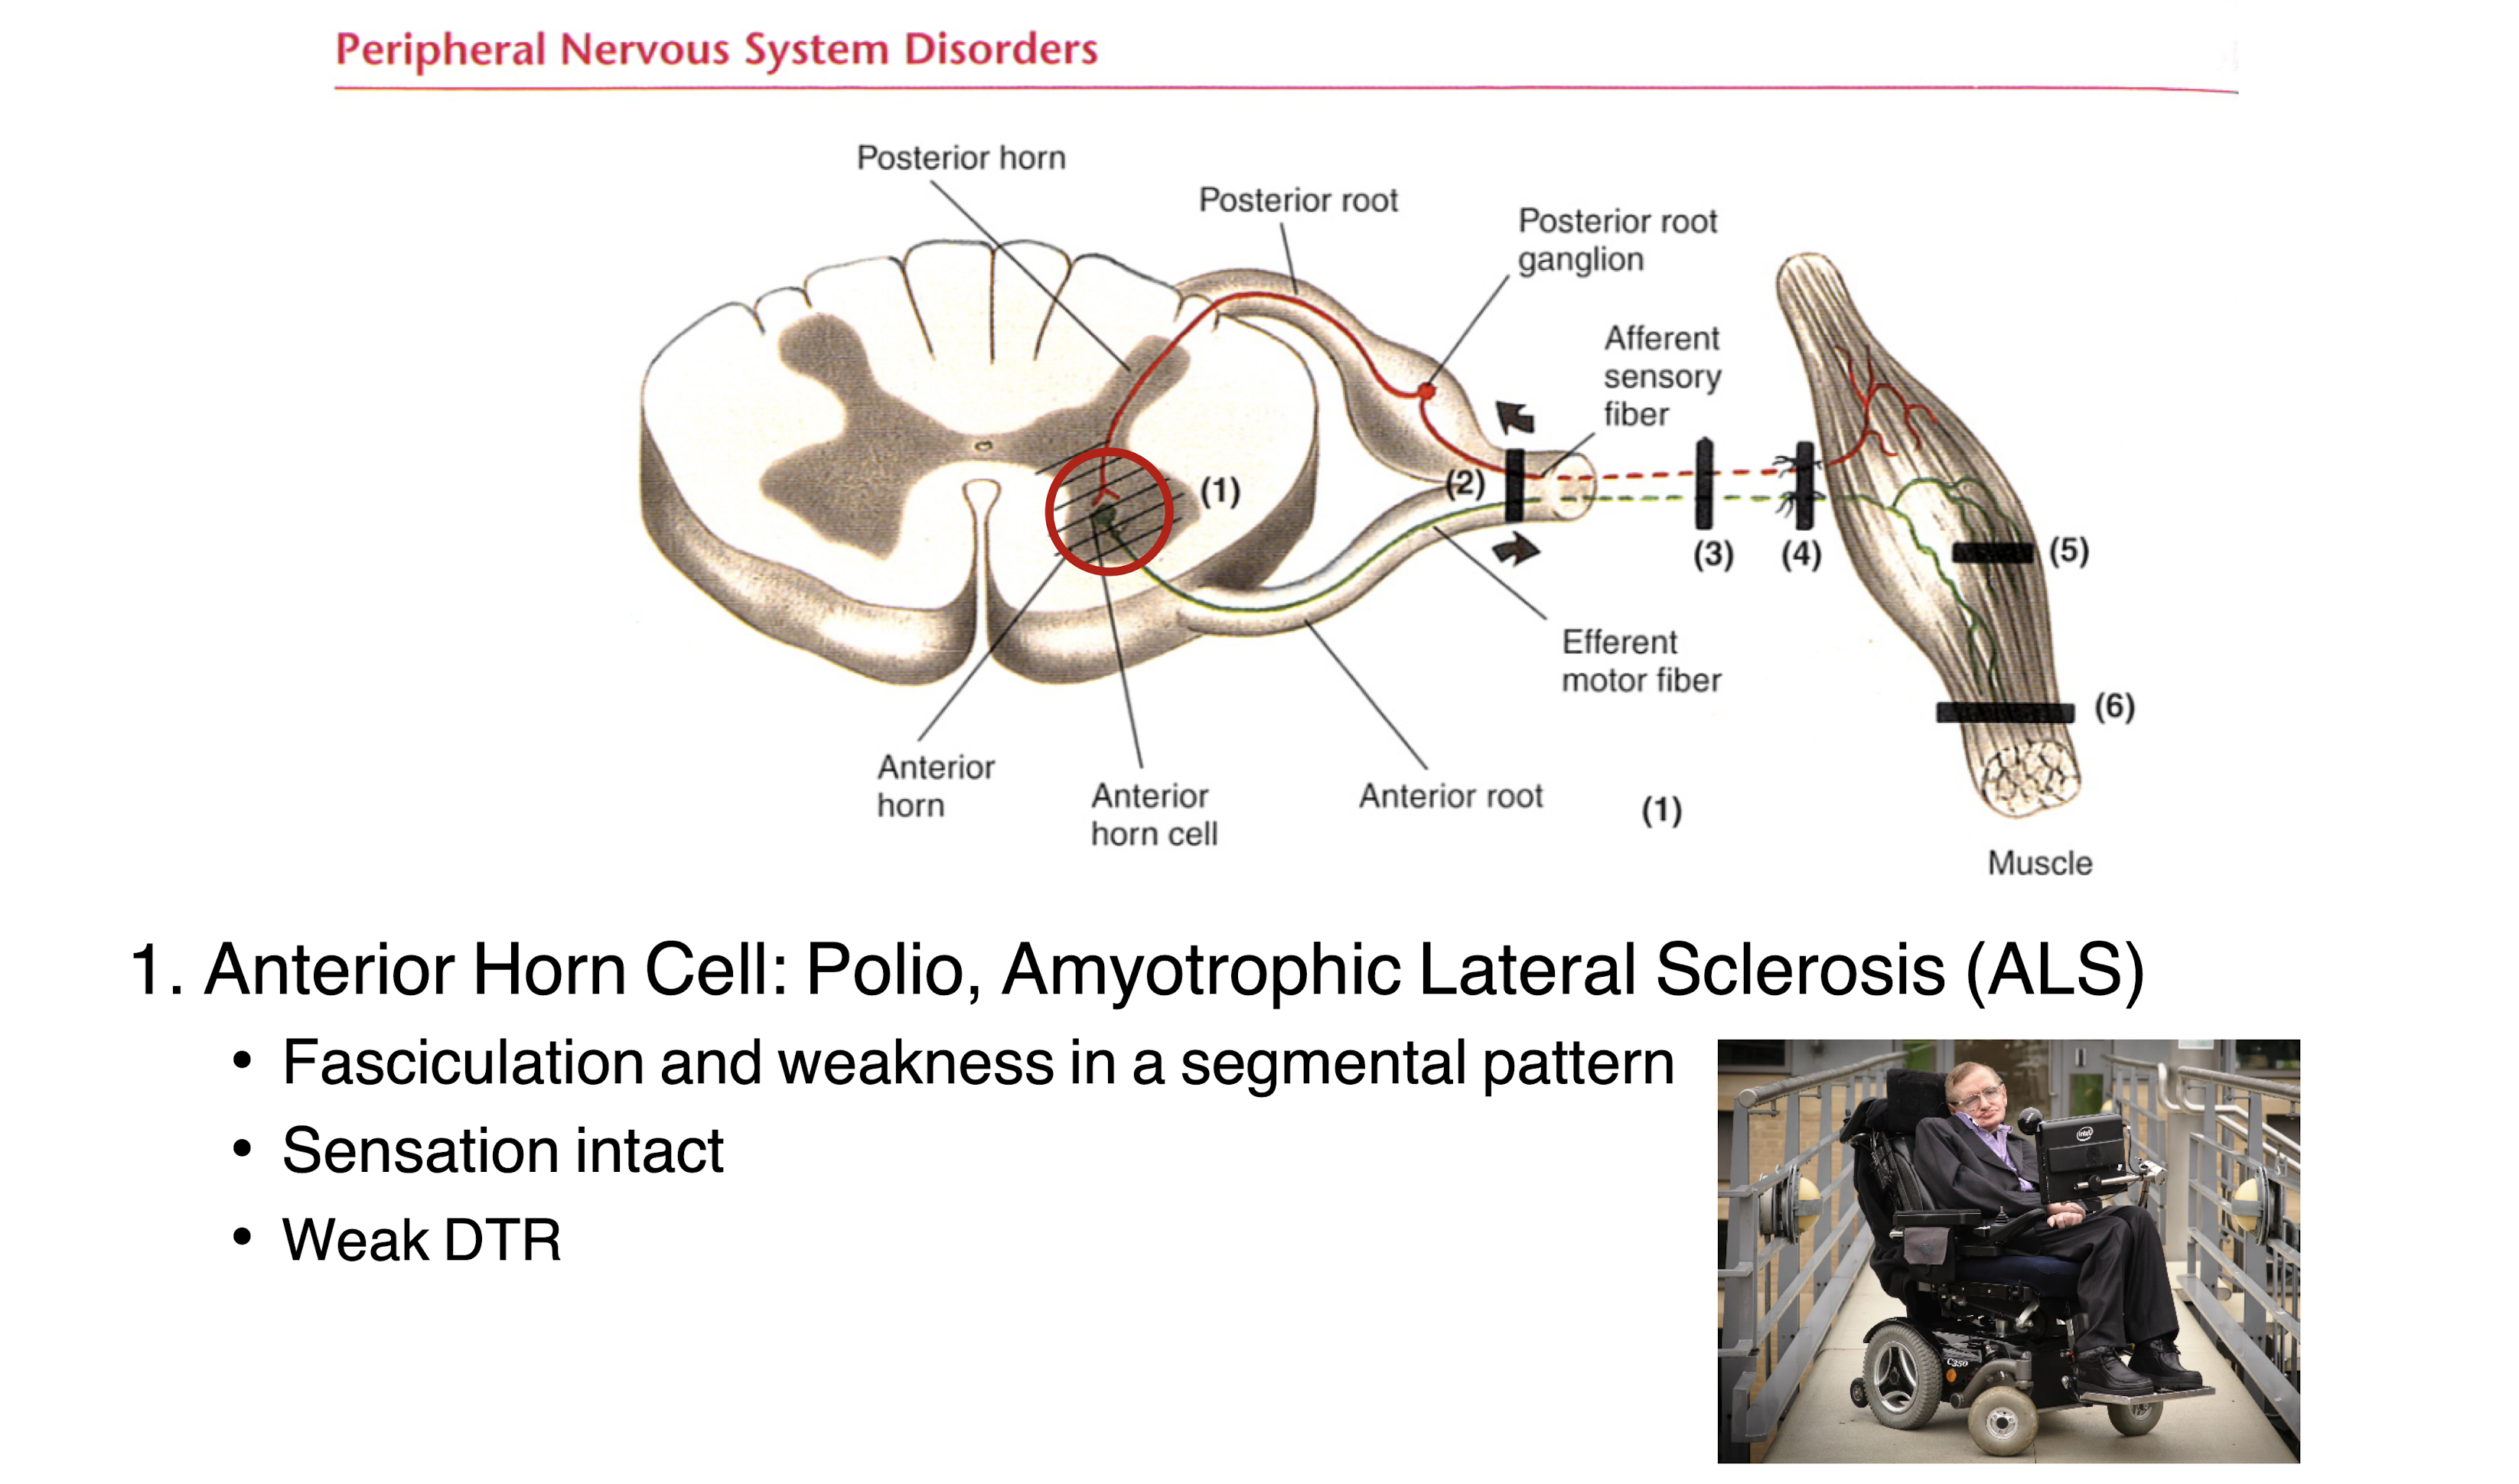 Peripheral Nervous System Disorders
Posterior horn
Posterior root
Posterior root
ganglion
Afferent
sensory
fiber
(1)
(2)
(3)
(4)
(5)
(6)
Efferent
motor fiber
Anterior
horn
Anterior
horn cell
Anterior root
(1)
Muscle
1. Anterior Horn Cell: Polio, Amyotrophic Lateral Sclerosis (ALS)
• Fasciculation and weakness in a segmental pattern
• Sensation intact
• Weak DTR
intel
C350